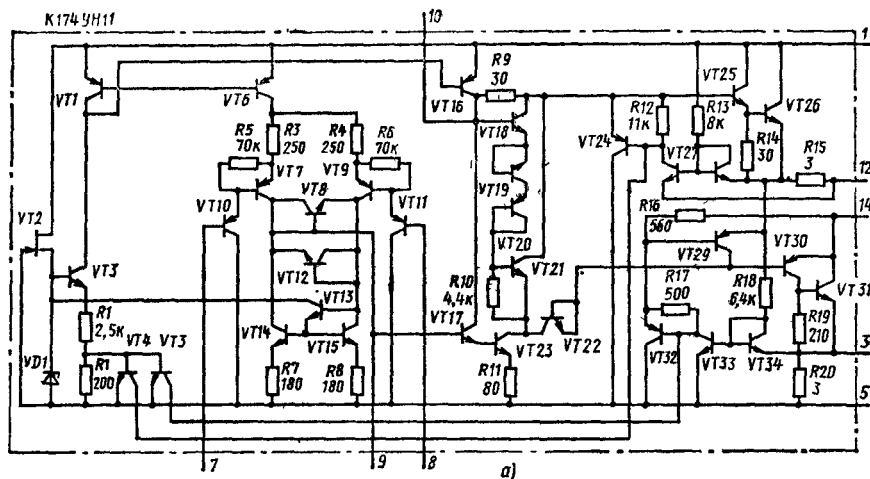 К174УН11
10
1
R9
30
VT1
VT6
VT16
VT25
R12
11к
R13
8к
VT26
R5
70к
R3
250
R4
250
R6
70к
VT18
VT24
VT27
R14
30
R15
3
12
VT7
VT8
VT9
VT19
R16
560
14
VT2
VT10
VT11
VT20
VT29
VT30
VT3
VT12
R10
4,4к
VT21
R17
500
R18
6,4к
VT31
R1
2,5к
VT13
VT17
R19
210
VT4
VT3
VT14
VT15
VT23
VT22
VT32
VT33
VT34
3
VD1
R1
200
R7
180
R8
180
R11
80
R20
3
5
7
9
8
а)